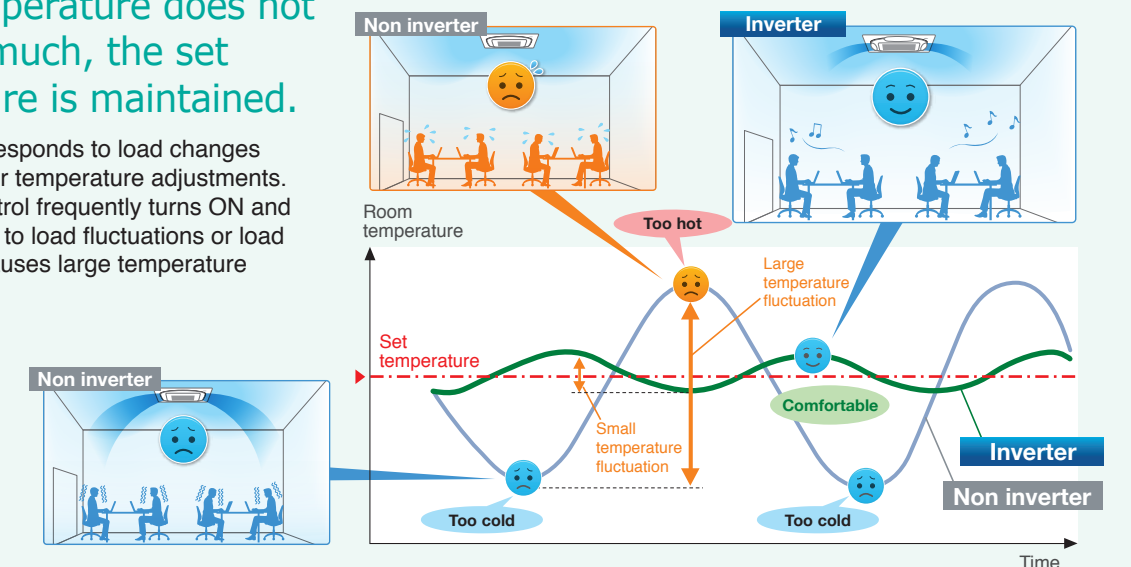 perature does not
much, the set
re is maintained.
esponds to load changes
r temperature adjustments.
trol frequently turns ON and
to load fluctuations or load
auses large temperature
Non inverter
Inverter
Room
temperature
Too hot
Large
temperature
fluctuation
Set
temperature
Non inverter
Comfortable
Small
temperature
fluctuation
Inverter
Non inverter
Too cold
Too cold
Time